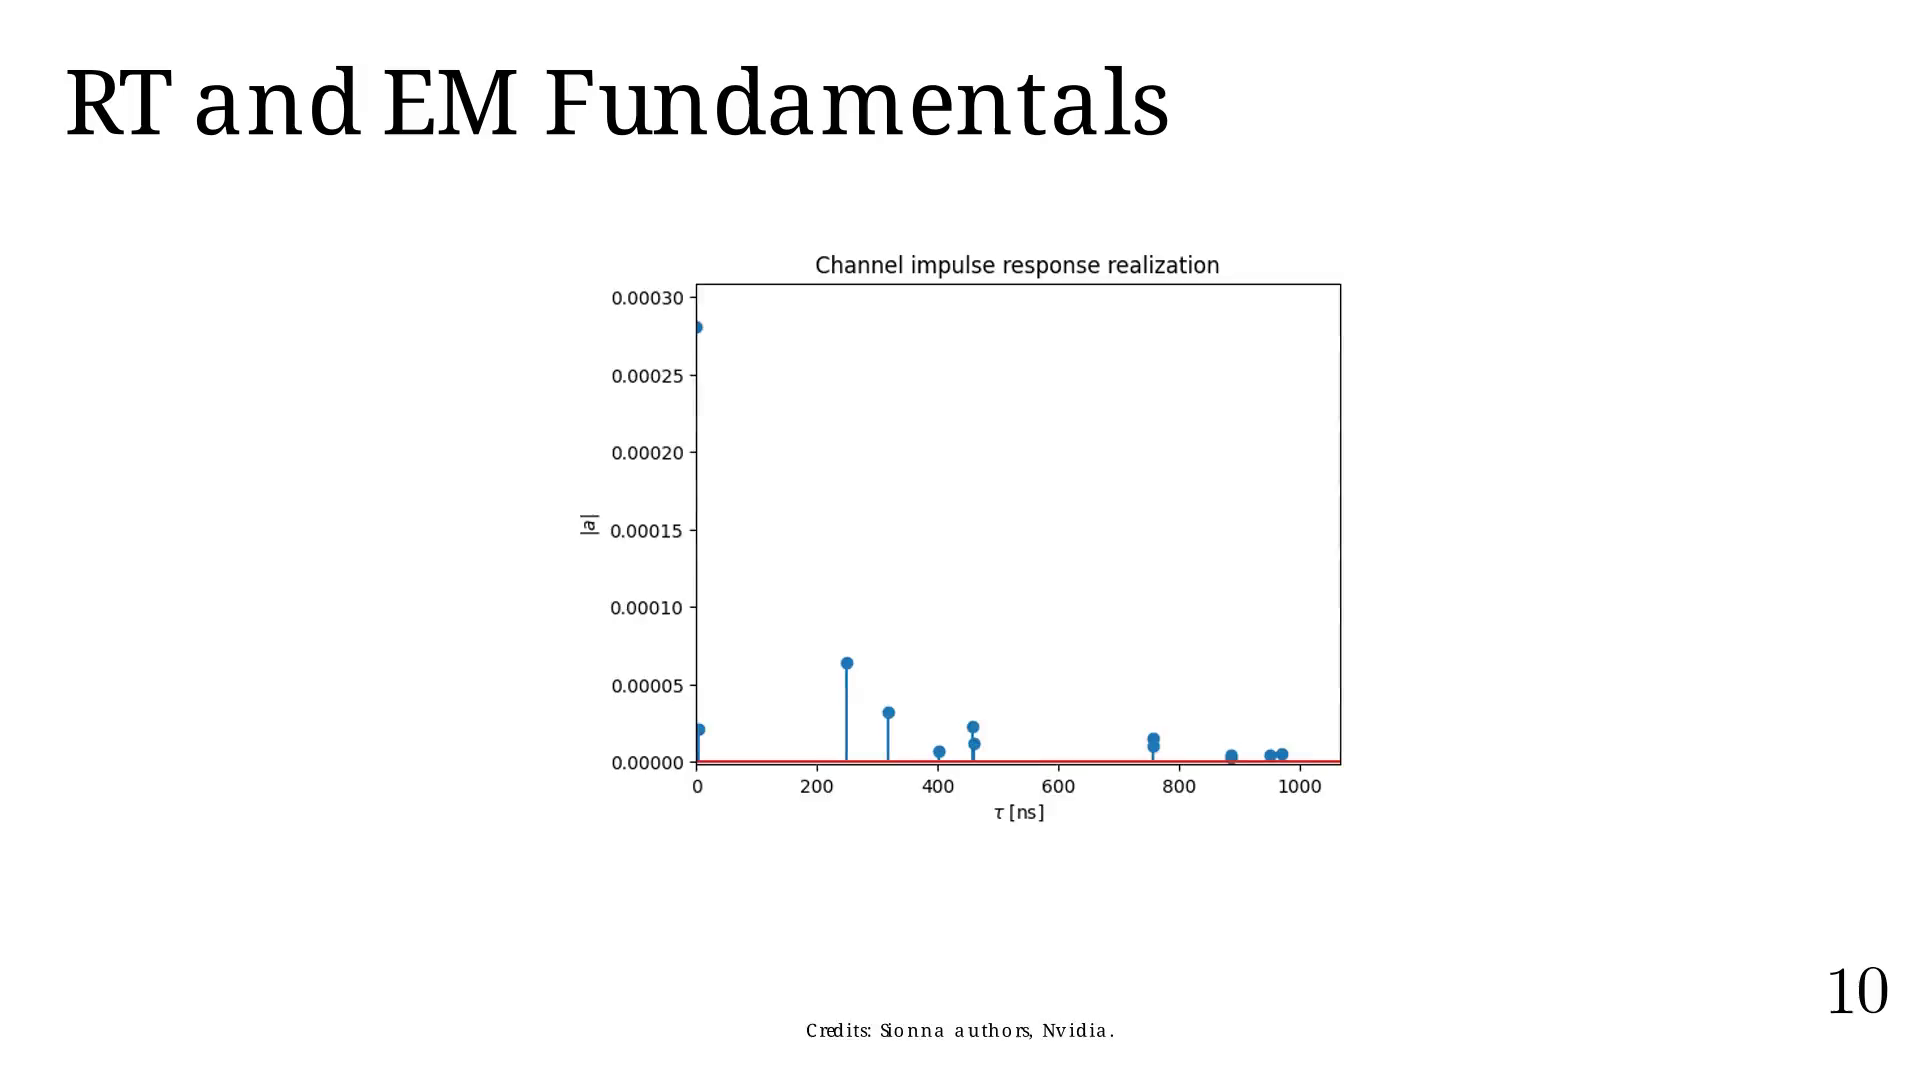 RT and EM Fundamentals
Channel impulse response realization
0.00030
0.00025
0.00020
0.00015
0.00010
0.00005
0.00000
|a|
0 200 400 600 800 1000
τ [ns]
10
Credits: Sionna authors, Nvidia.